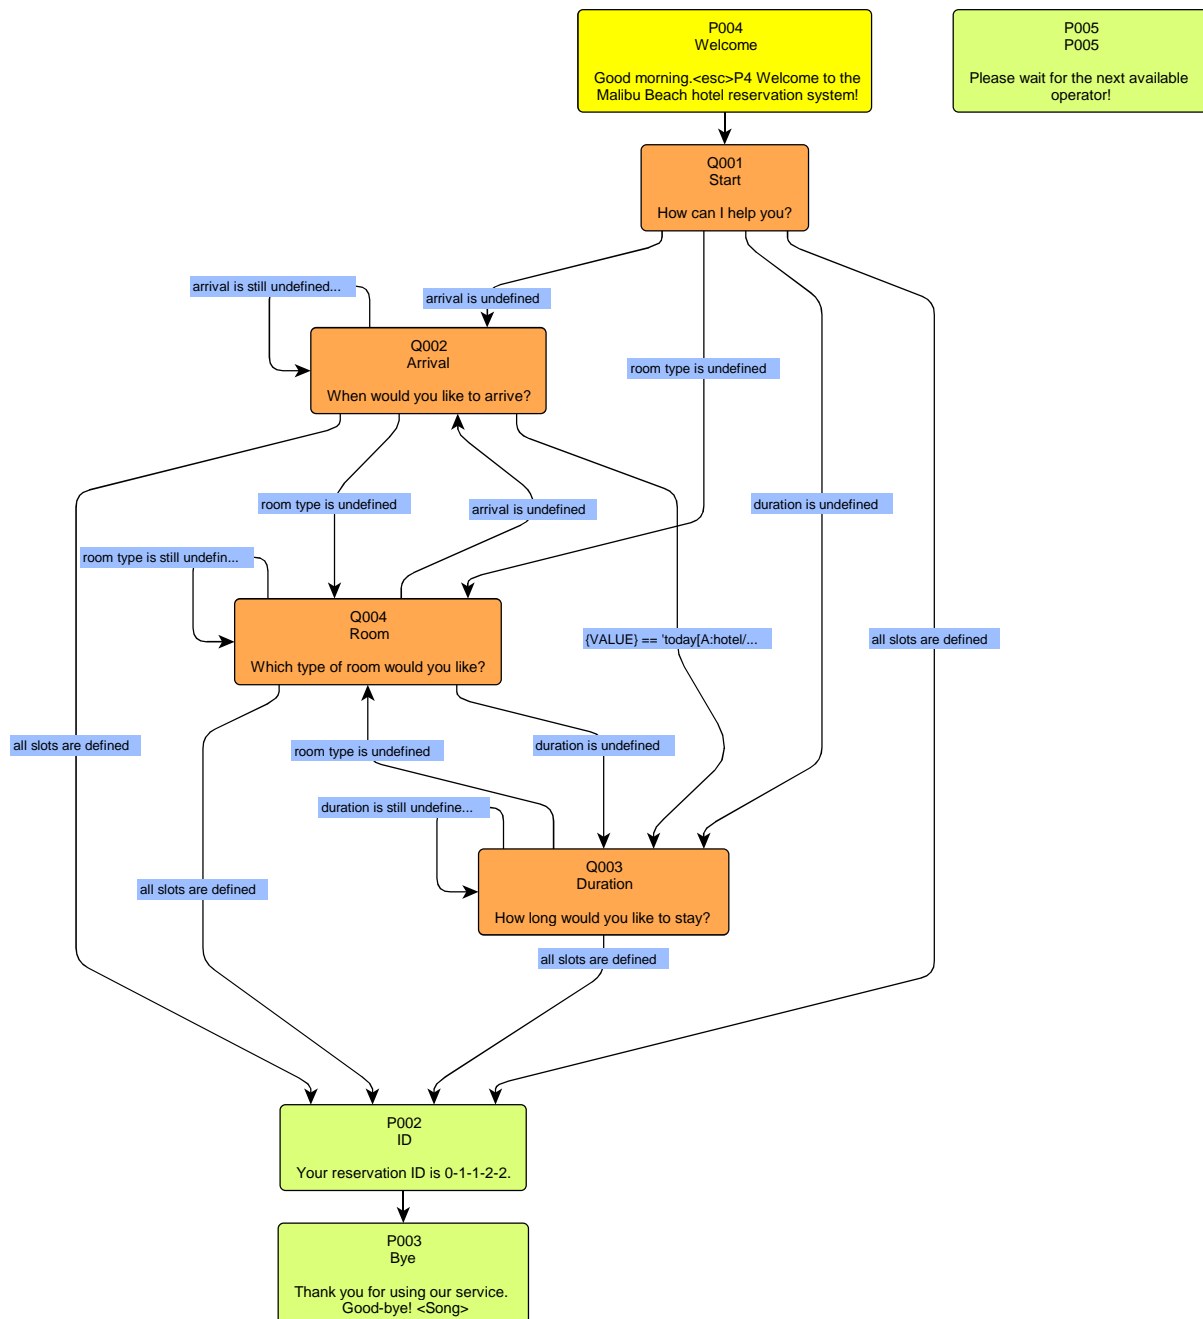 P004
Welcome
Good morning.<esc>P4 Welcome to the
Malibu Beach hotel reservation system!
P005
P005
Please wait for the next available
operator!
Q001
Start
How can I help you?
arrival is still undefined...
arrival is undefined
Q002
Arrival
When would you like to arrive?
room type is undefined
room type is undefined
arrival is undefined
duration is undefined
room type is still undefin...
Q004
Room
Which type of room would you like?
{VALUE} == 'today[A:hotel/...
all slots are defined
all slots are defined
room type is undefined
duration is undefined
duration is still undefine...
Q003
Duration
How long would you like to stay?
all slots are defined
all slots are defined
P002
ID
Your reservation ID is 0-1-1-2-2.
P003
Bye
Thank you for using our service.
Good-bye! <Song>